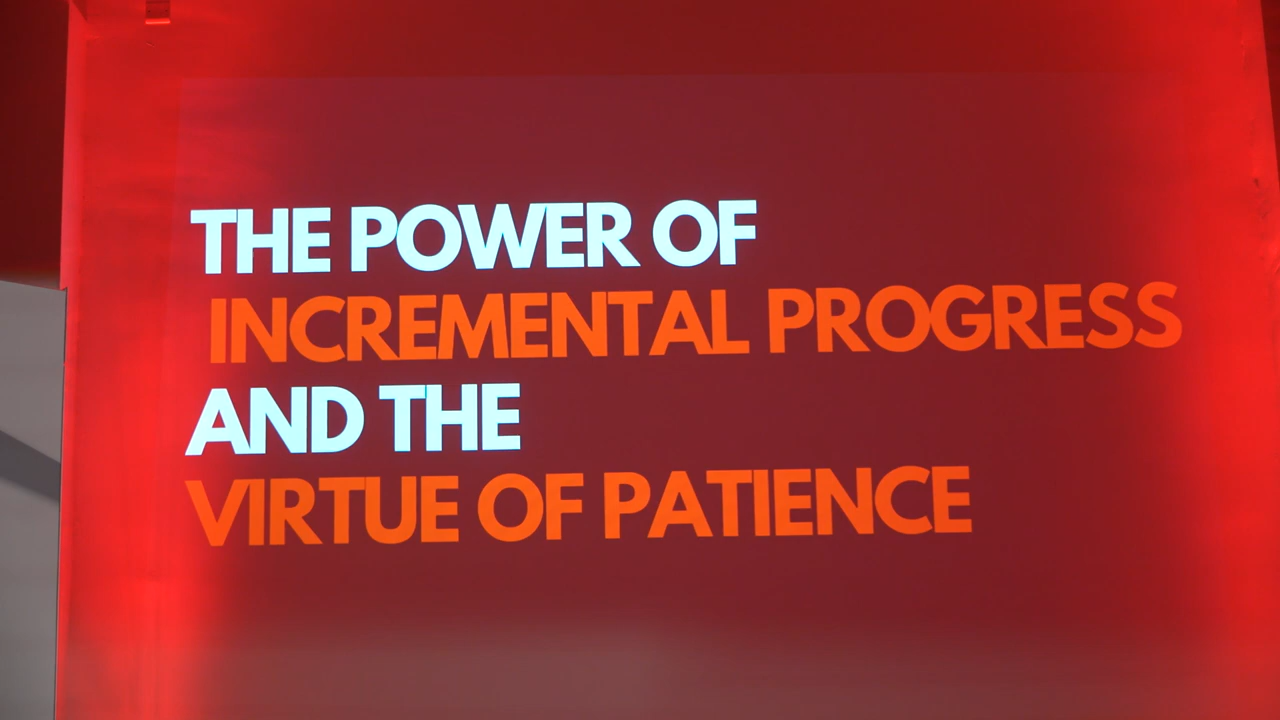 THE POWER OF
INCREMENTAL PROGRESS
AND THE
VIRTUE OF PATIENCE